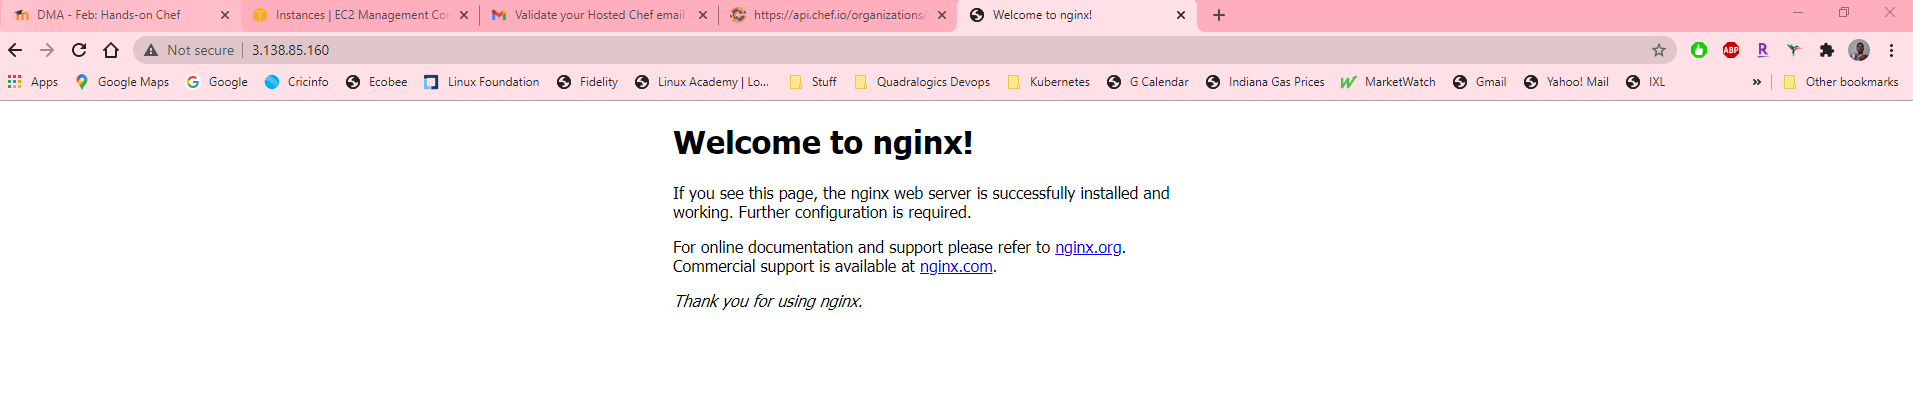 DMA - Feb: Hands-on Chef
Instances | EC2 Management Con
Validate your Hosted Chef email
https://api.chef.io/organizations/
Welcome to nginx!
Not secure
3.138.85.160
ABP
R
Apps
Google Maps
Google
Cricinfo
Ecobee
Linux Foundation
Fidelity
Linux Academy | Lo...
Stuff
Quadralogics Devops
Kubernetes
G Calendar
Indiana Gas Prices
MarketWatch
Gmail
Yahoo! Mail
IXL
»
Other bookmarks
Welcome to nginx!
If you see this page, the nginx web server is successfully installed and
working. Further configuration is required.
For online documentation and support please refer to nginx.org.
Commercial support is available at nginx.com.
Thank you for using nginx.